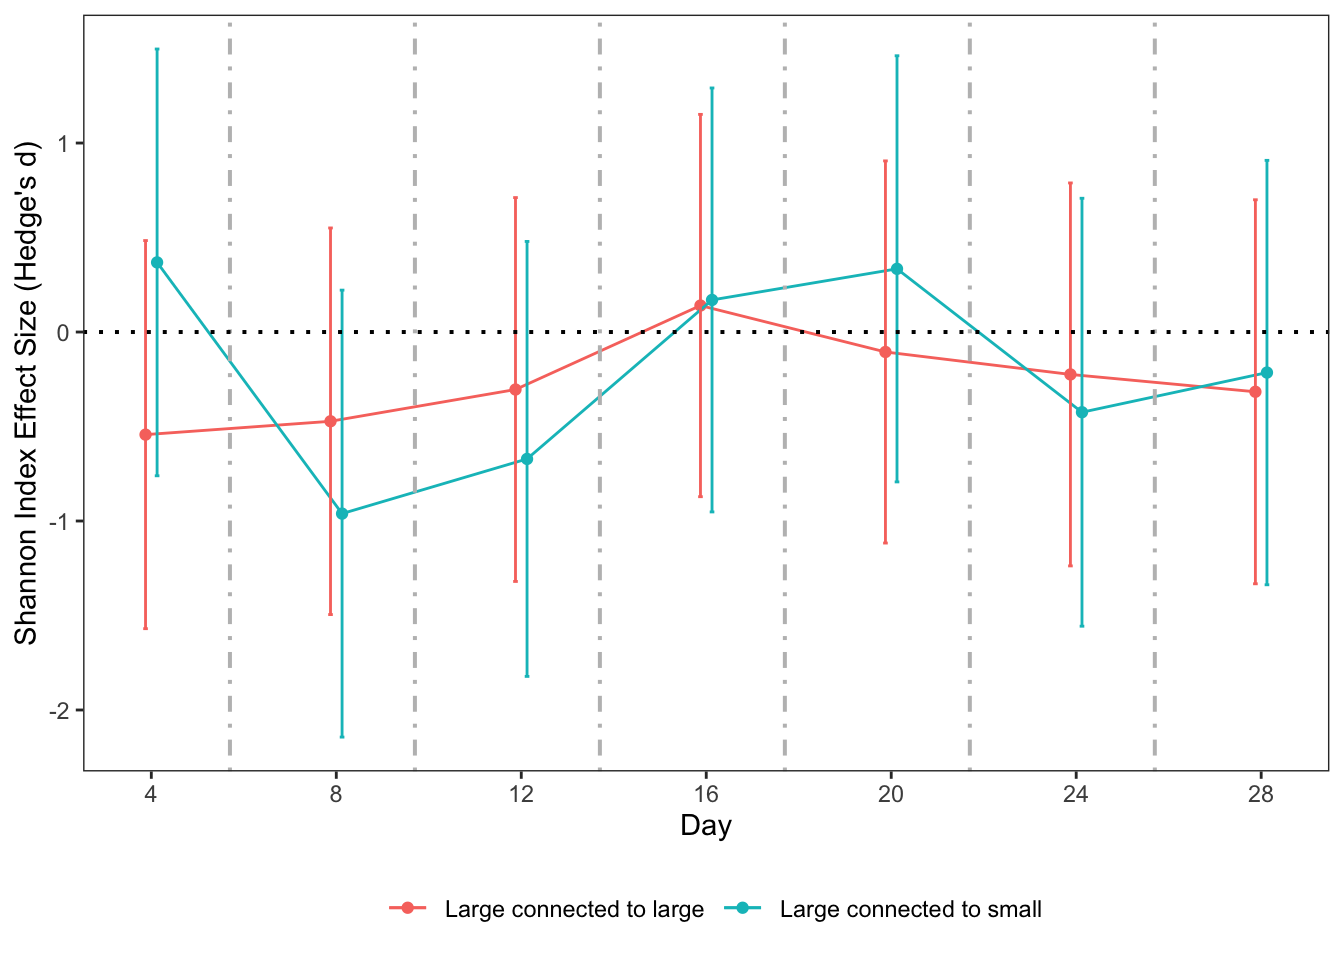 Shannon Index Effect Size (Hedge's d)
1
0
-1
-2
4 8 12 16 20 24 28
Day
Large connected to large Large connected to small